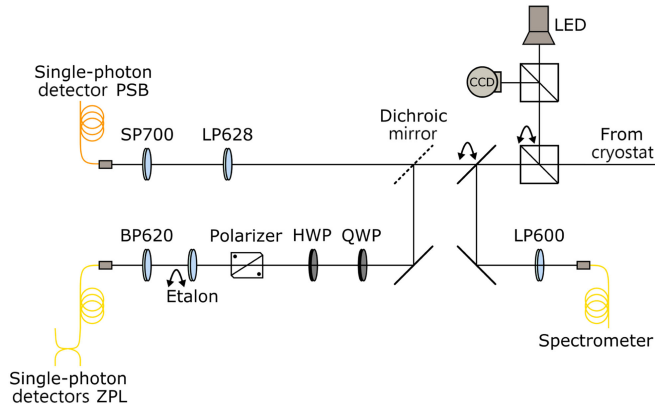 LED
CCD
Single-photon
detector PSB
SP700
LP628
Dichroic
mirror
From
cryostat
BP620
Polarizer
HWP
QWP
LP600
Etalon
Spectrometer
Single-photon
detectors ZPL